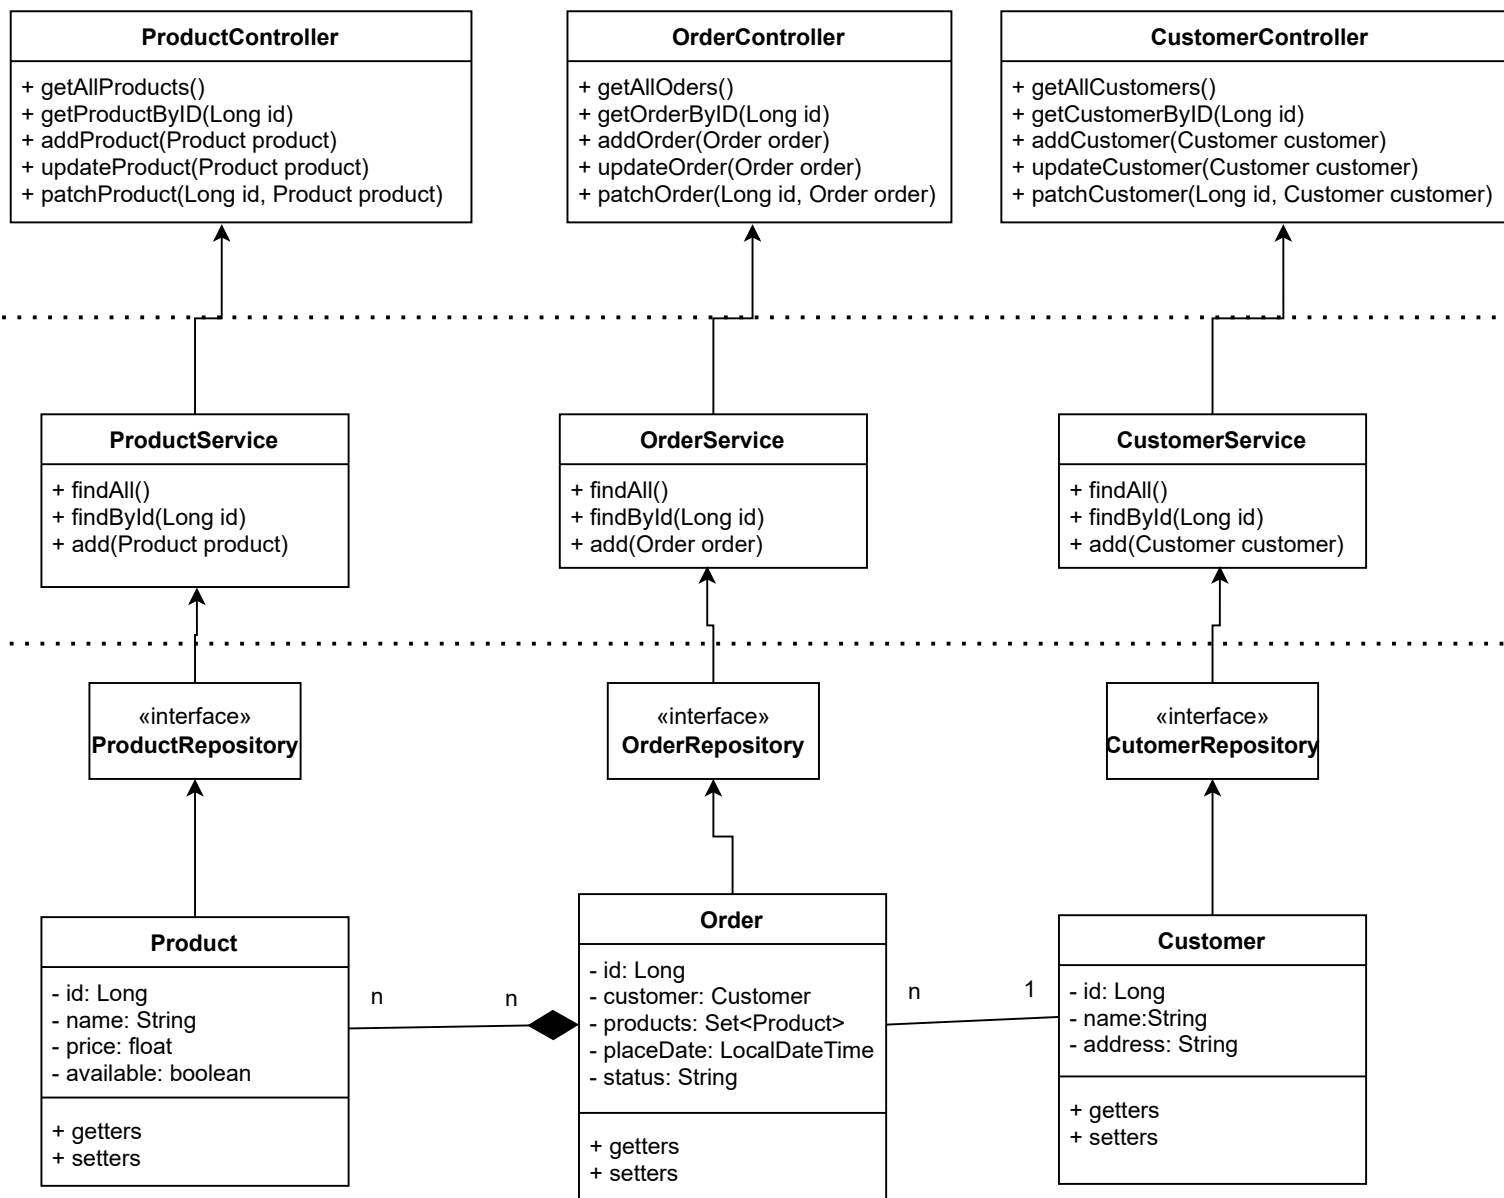 ProductController
+ getAllProducts()
+ getProductByID(Long id)
+ addProduct(Product product)
+ updateProduct(Product product)
+ patchProduct(Long id, Product product)
OrderController
+ getAllOders()
+ getOrderByID(Long id)
+ addOrder(Order order)
+ updateOrder(Order order)
+ patchOrder(Long id, Order order)
CustomerController
+ getAllCustomers()
+ getCustomerByID(Long id)
+ addCustomer(Customer customer)
+ updateCustomer(Customer customer)
+ patchCustomer(Long id, Customer customer)
ProductService
+ findAll()
+ findById(Long id)
+ add(Product product)
OrderService
+ findAll()
+ findById(Long id)
+ add(Order order)
CustomerService
+ findAll()
+ findById(Long id)
+ add(Customer customer)
«interface»
ProductRepository
«interface»
OrderRepository
«interface»
CutomerRepository
Product
- id: Long
- name: String
- price: float
- available: boolean
+ getters
+ setters
n
n
Order
- id: Long
- customer: Customer
- products: Set<Product>
- placeDate: LocalDateTime
- status: String
+ getters
+ setters
n
1
Customer
- id: Long
- name:String
- address: String
+ getters
+ setters